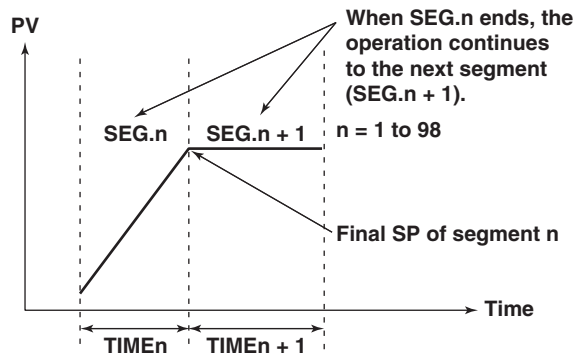 PV
When SEG.n ends, the
operation continues
to the next segment
(SEG.n + 1).
SEG.n
SEG.n + 1
n = 1 to 98
Final SP of segment n
Time
TIMEn
TIMEn + 1